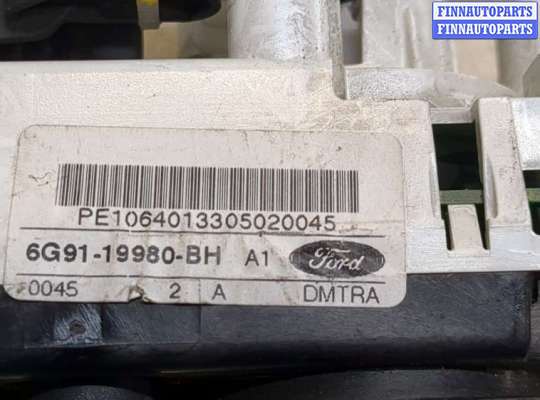 FINNAUTOPARTS
FINNAUTOPARTS
PE1064013305020045
6G91-19980-BH A1 Ford
0045 2 A DMTRA